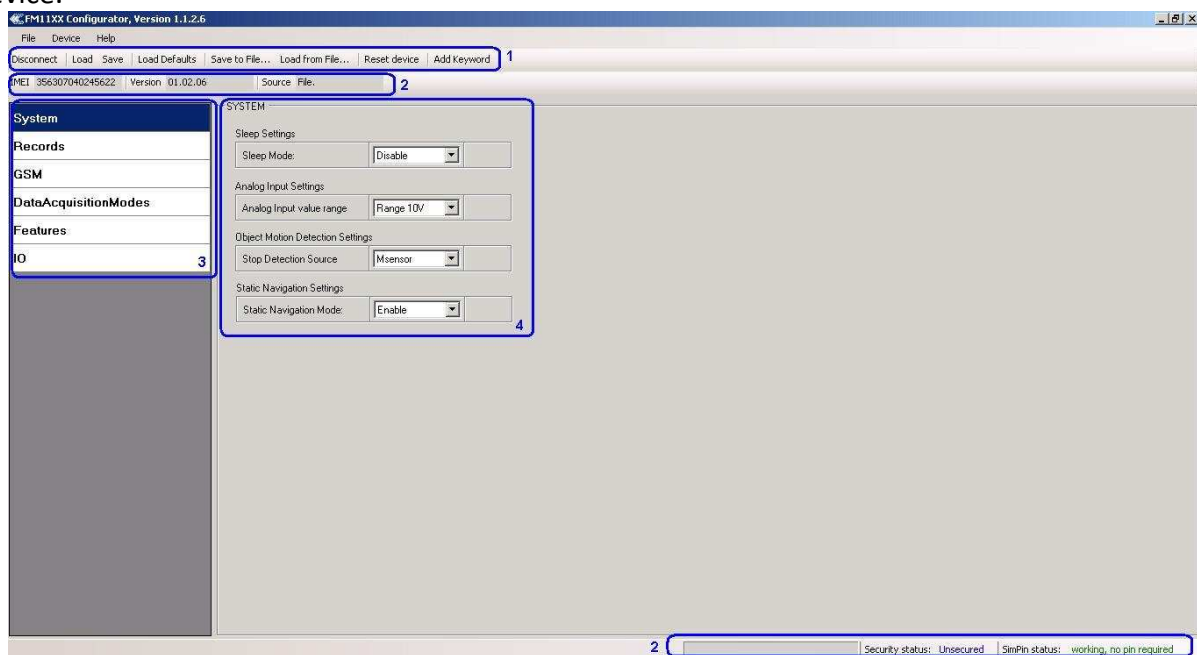 FM11XX Configurator, Version 1.1.2.6
File Device Help
Disconnect Load Save Load Defaults Save to File... Load from File... Reset device Add Keyword 1
IMEI 356307040245622 Version 01.02.06 Source File. 2
System
Records
GSM
DataAcquisitionModes
Features
IO 3
SYSTEM
Sleep Settings
Sleep Mode: Disable
Analog Input Settings
Analog Input value range Range 10V
Object Motion Detection Settings
Stop Detection Source Msensor
Static Navigation Settings
Static Navigation Mode: Enable
4
2 Security status: Unsecured SimPin status: working, no pin required